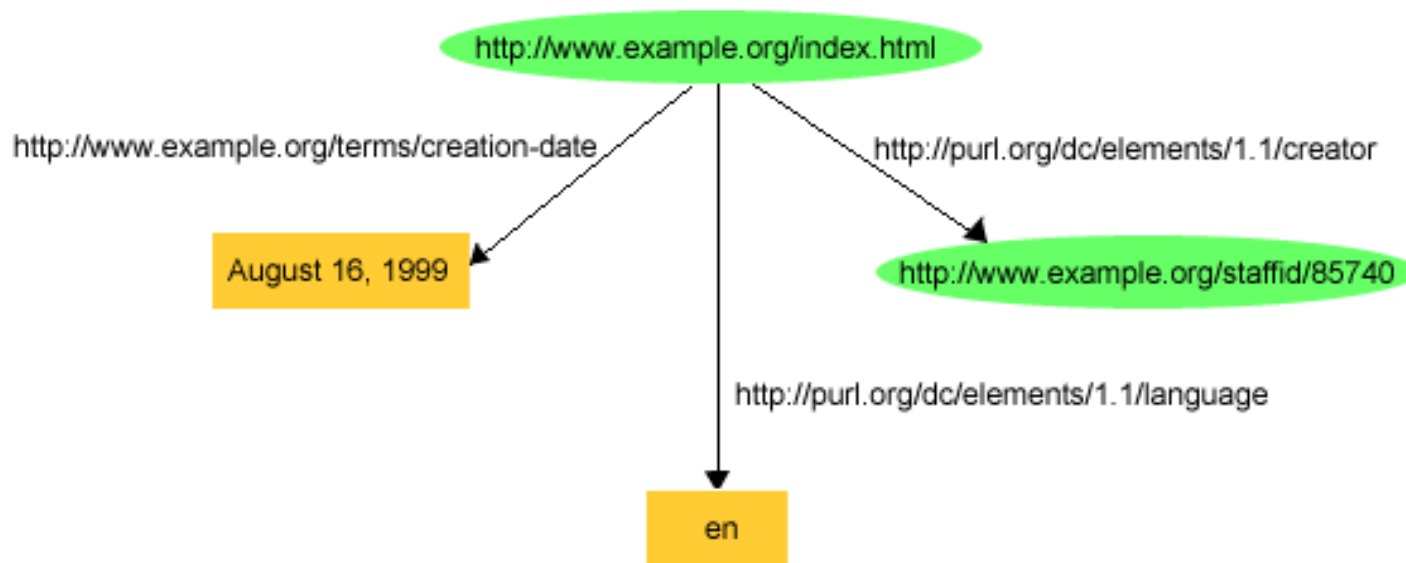 http://www.example.org/index.html
http://www.example.org/terms/creation-date
http://purl.org/dc/elements/1.1/creator
August 16, 1999
http://www.example.org/staffid/85740
http://purl.org/dc/elements/1.1/language
en